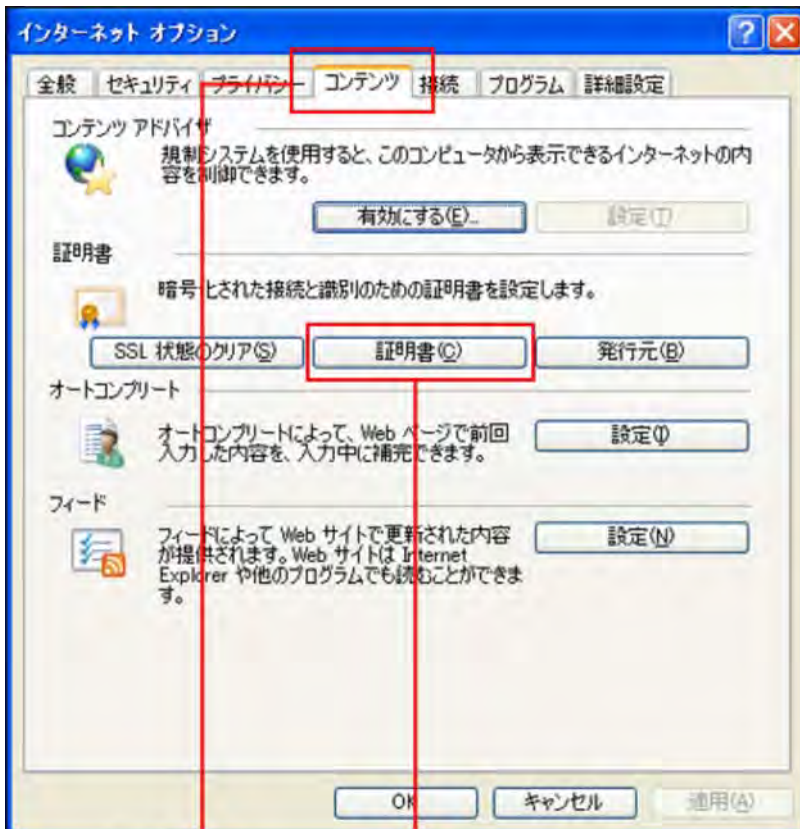 インターネット オプション
全般 セキュリティ プライバシー コンテンツ 接続 プログラム 詳細設定
コンテンツ アドバイザ
規制システムを使用すると、このコンピュータから表示できるインターネットの内
容を制御できます。
有効にする(E)... 設定(T)
証明書
暗号化された接続と識別のための証明書を設定します。
SSL 状態のクリア(S) 証明書(C) 発行元(B)
オートコンプリート
オートコンプリートによって、Web ページで前回
入力した内容を、入力中に補完できます。
設定(I)
フィード
フィードによって Web サイトで更新された内容
が提供されます。Web サイトは Internet
Explorer や他のプログラムでも読むことができま
す。
設定(N)
OK キャンセル 適用(A)